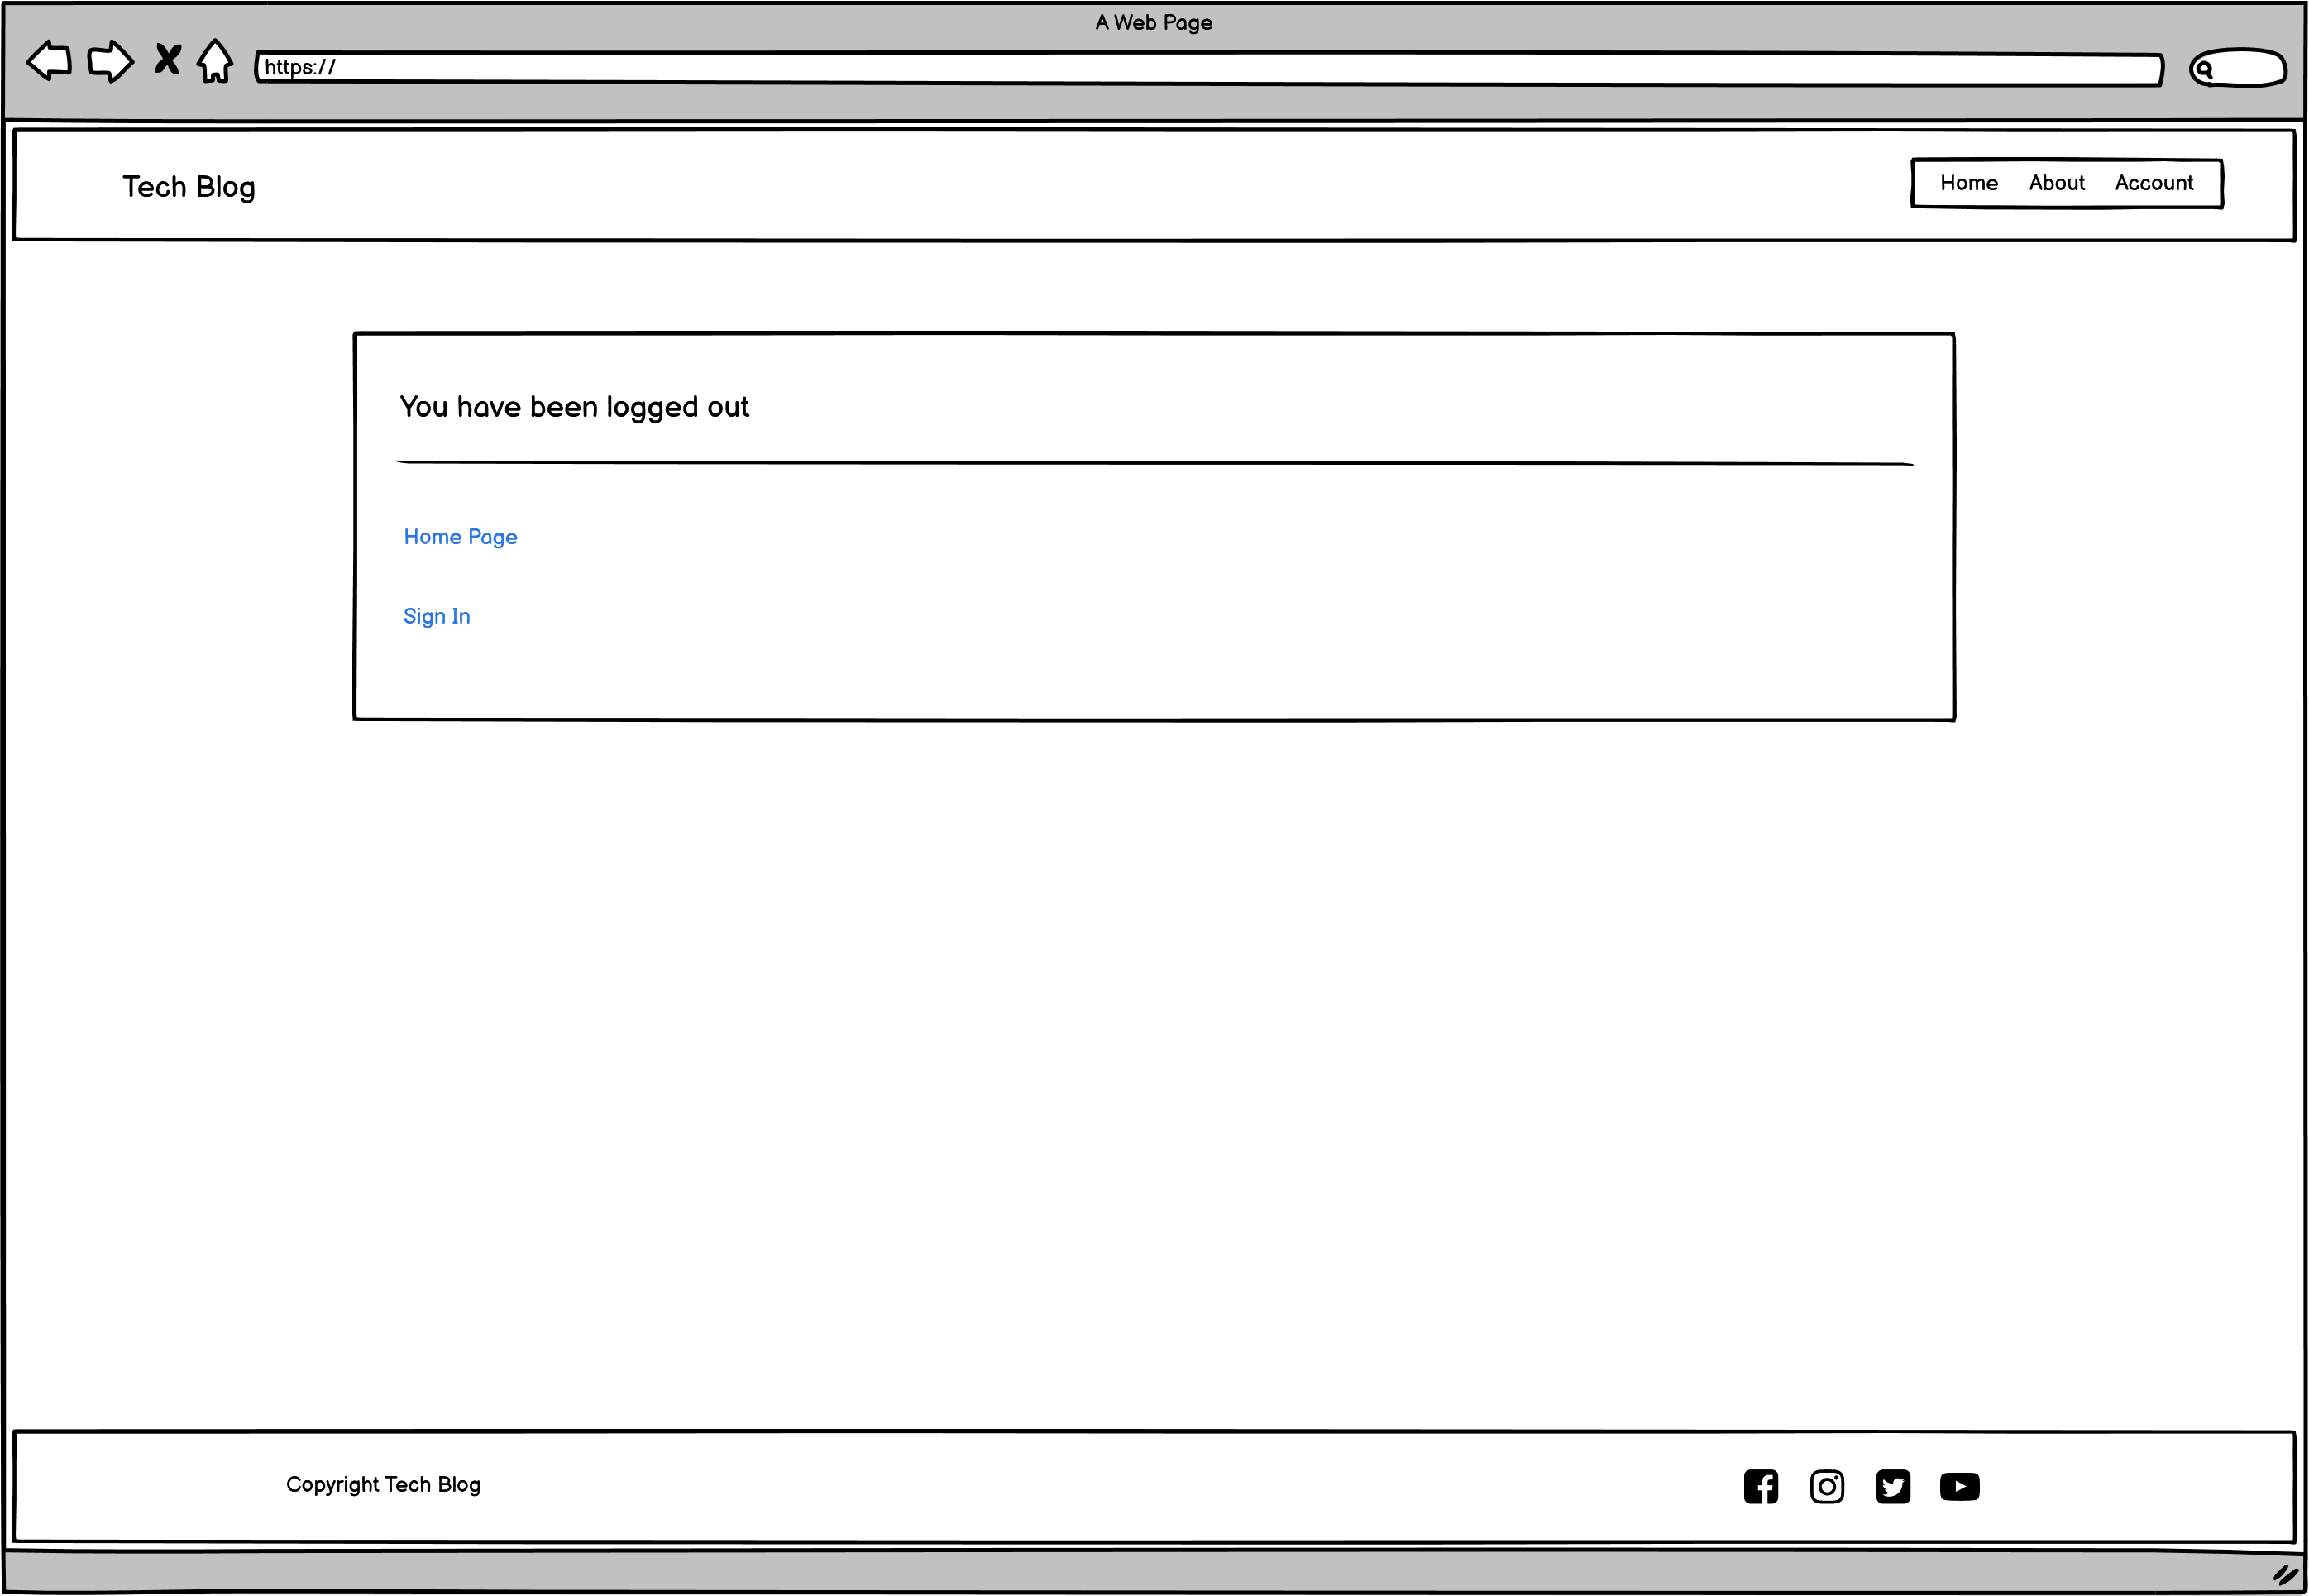 A Web Page
https://
Tech Blog
Home About Account
You have been logged out
Home Page
Sign In
Copyright Tech Blog